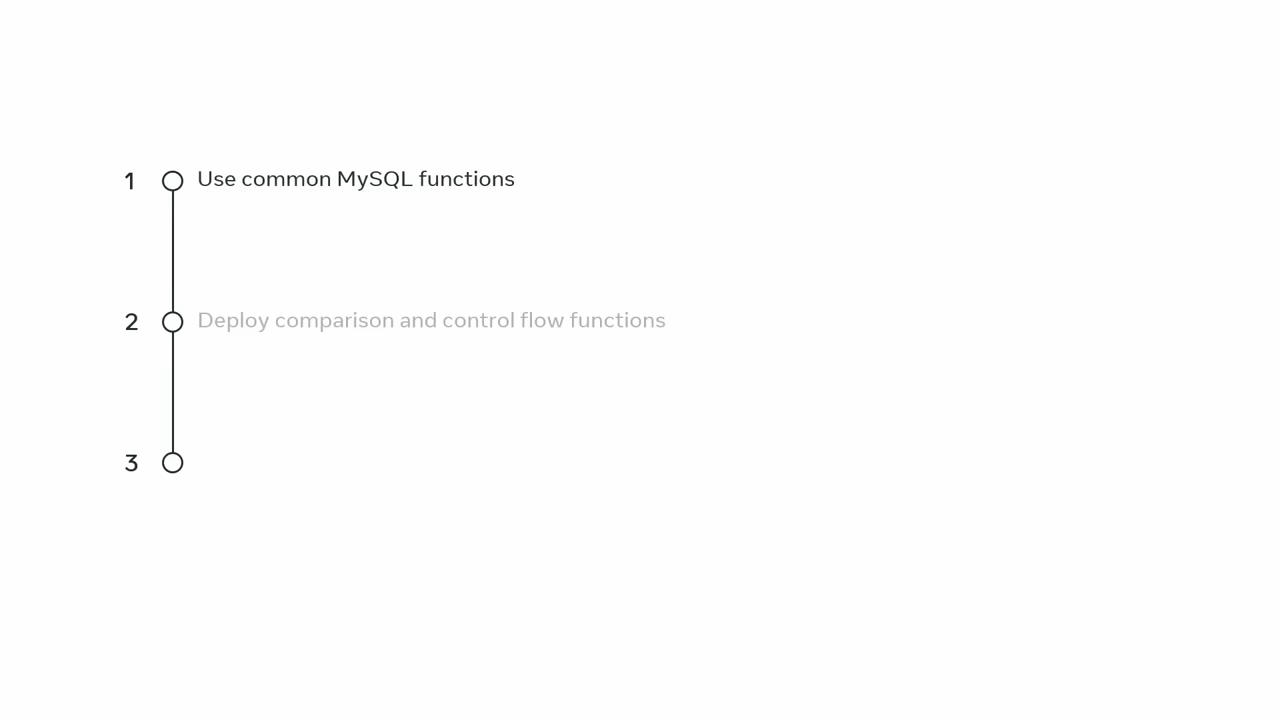 1 Use common MySQL functions
2 Deploy comparison and control flow functions
3